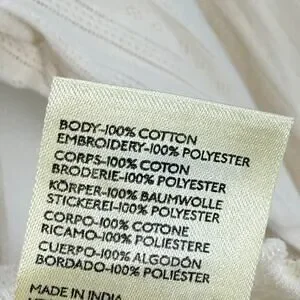 BODY-100% COTTON
EMBROIDERY-100% POLYESTER
CORPS-100% COTON
BRODERIE-100% POLYESTER
KÖRPER-100% BAUMWOLLE
STICKEREI-100% POLYESTER
CORPO-100% COTONE
RICAMO-100% POLIESTERE
CUERPO-100% ALGODÓN
BORDADO-100% POLIÉSTER
MADE IN INDIA